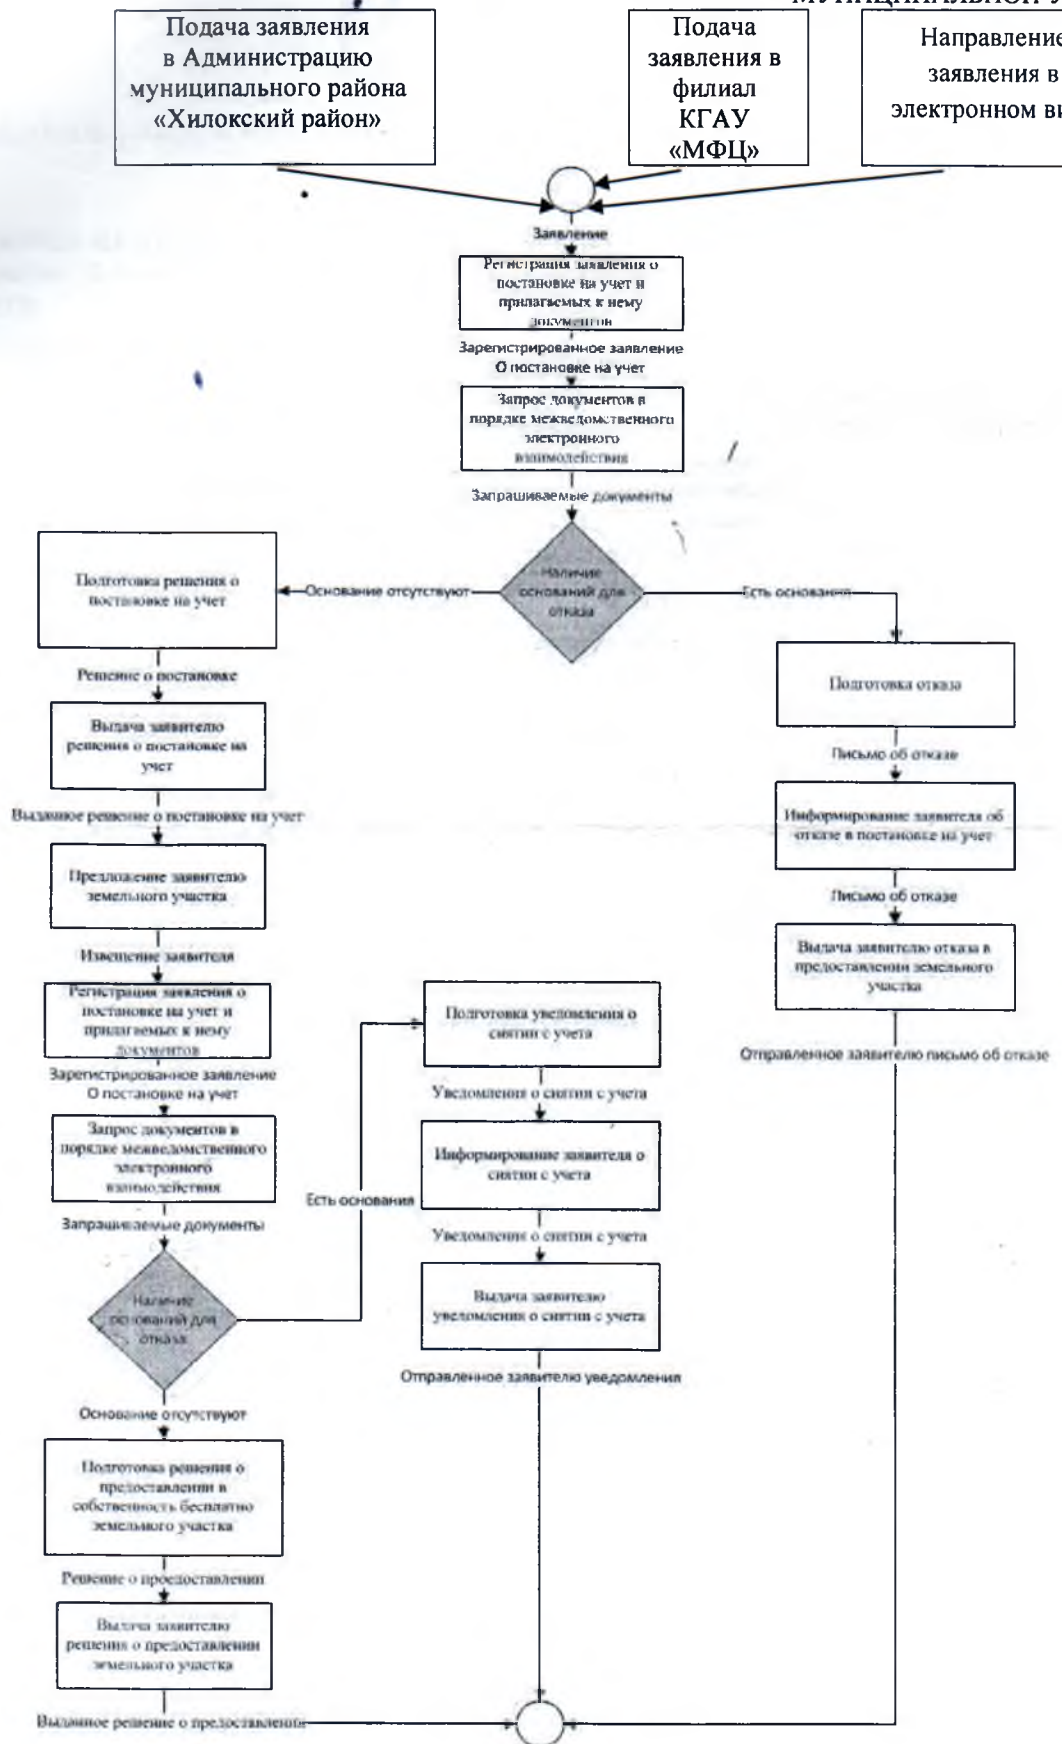 Подача заявления
в Администрацию
муниципального района
«Хилокский район»
Подача
заявления в
филиал
КГАУ
«МФЦ»
Направление
заявления в
электронном ви
Заявление
Регистрация заявления о
постановке на учет и
прилагаемых к нему
документов
Зарегистрированное заявление
О постановке на учет
Запрос документов в
порядке межведомственного
электронного
взаимодействия
Запрашиваемые документы
Наличие
оснований для
отказа
Основание отсутствуют
Есть основания
Подготовка решения о
постановке на учет
Решение о постановке
Выдача заявителю
решения о постановке на
учет
Выданное решение о постановке на учет
Предложение заявителю
земельного участка
Извещение заявителя
Регистрация заявления о
постановке на учет и
прилагаемых к нему
документов
Зарегистрированное заявление
О постановке на учет
Запрос документов в
порядке межведомственного
электронного
взаимодействия
Запрашиваемые документы
Наличие
оснований для
отказа
Есть основания
Основание отсутствуют
Подготовка решения о
предоставлении в
собственность бесплатно
земельного участка
Решение о проедоставлении
Выдача заявителю
решения о предоставлении
земельного участка
Выданное решение о предоставлении
Подготовка уведомления о
снятии с учета
Уведомления о снятии с учета
Информирование заявителя о
снятии с учета
Уведомления о снятии с учета
Выдача заявителю
уведомления о снятии с учета
Отправленное заявителю уведомления
Подготовка отказа
Письмо об отказе
Информирование заявителя об
отказе в постановке на учет
Письмо об отказе
Выдача заявителю отказа в
предоставлении земельного
участка
Отправленное заявителю письмо об отказе